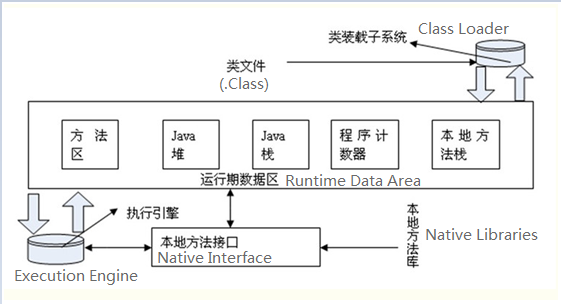 类装载子系统 Class Loader
类文件
(.Class)
方法
区
Java
堆
Java
栈
程序计
数器
本地方
法栈
运行期数据区 Runtime Data Area
执行引擎
本地方法接口
Native Interface
本地方法库
Native Libraries
Execution Engine